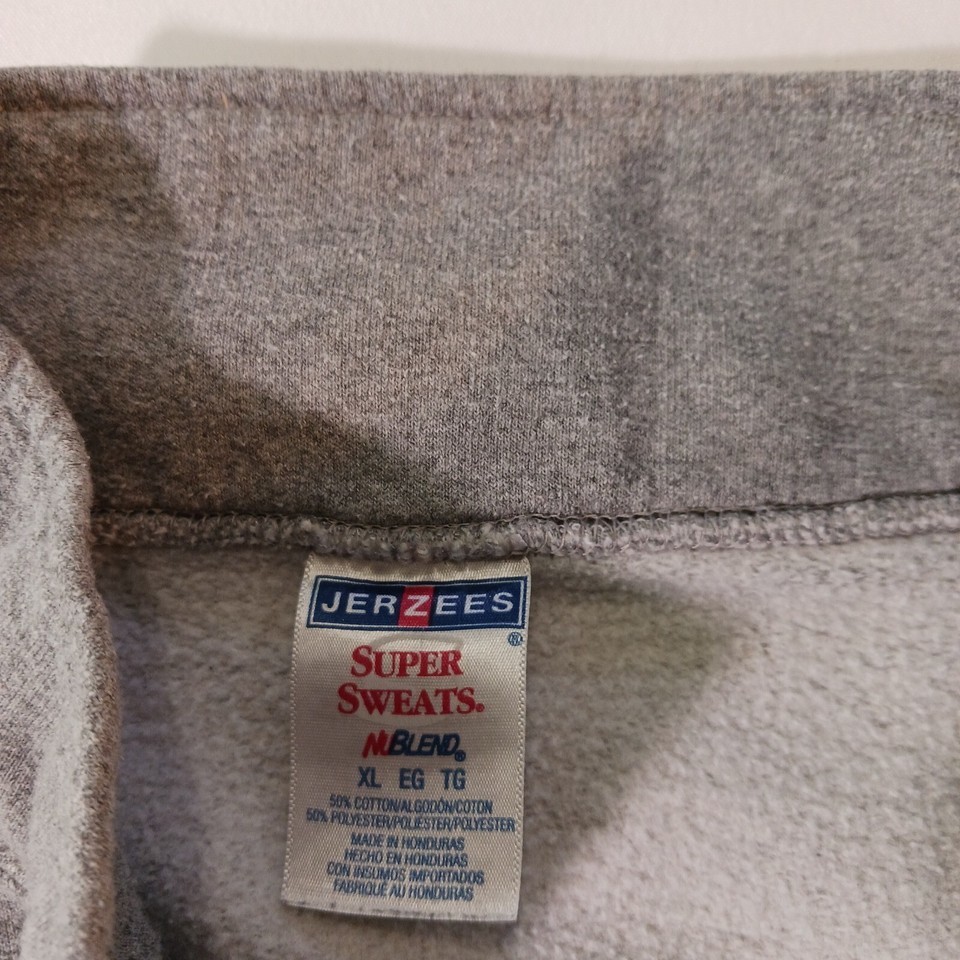 JERZEES
®
SUPER
SWEATS.
NUBLEND®
XL EG TG
50% COTTON/ALGODÓN/COTON
50% POLYESTER/POLIÉSTER/POLYESTER
MADE IN HONDURAS
HECHO EN HONDURAS
CON INSUMOS IMPORTADOS
FABRIQUÉ AU HONDURAS